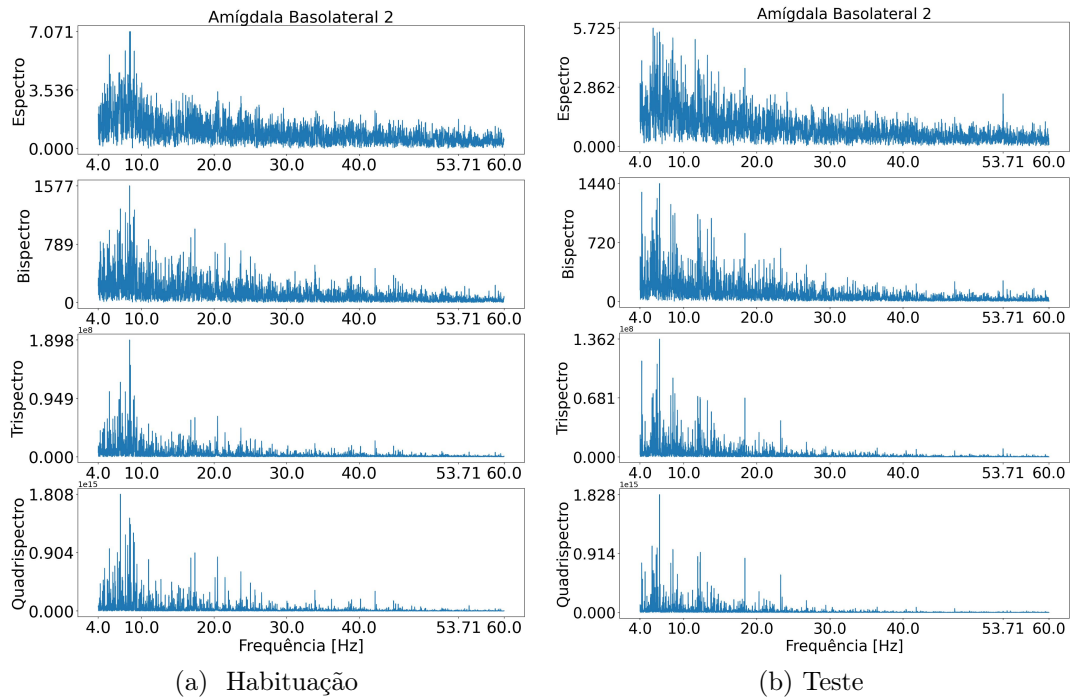 Amígdala Basolateral 2
7.071
3.536
0.000
Espectro
4.0 10.0 20.0 30.0 40.0 53.71 60.0
1577
789
0
Bispectro
4.0 10.0 20.0 30.0 40.0 53.71 60.0
1e8
1.898
0.949
0.000
Trispectro
4.0 10.0 20.0 30.0 40.0 53.71 60.0
1e15
1.808
0.904
0.000
Quadrispectro
4.0 10.0 20.0 30.0 40.0 53.71 60.0
Frequência [Hz]
(a) Habituação
Amígdala Basolateral 2
5.725
2.862
0.000
Espectro
4.0 10.0 20.0 30.0 40.0 53.71 60.0
1440
720
0
Bispectro
4.0 10.0 20.0 30.0 40.0 53.71 60.0
1e8
1.362
0.681
0.000
Trispectro
4.0 10.0 20.0 30.0 40.0 53.71 60.0
1e15
1.828
0.914
0.000
Quadrispectro
4.0 10.0 20.0 30.0 40.0 53.71 60.0
Frequência [Hz]
(b) Teste